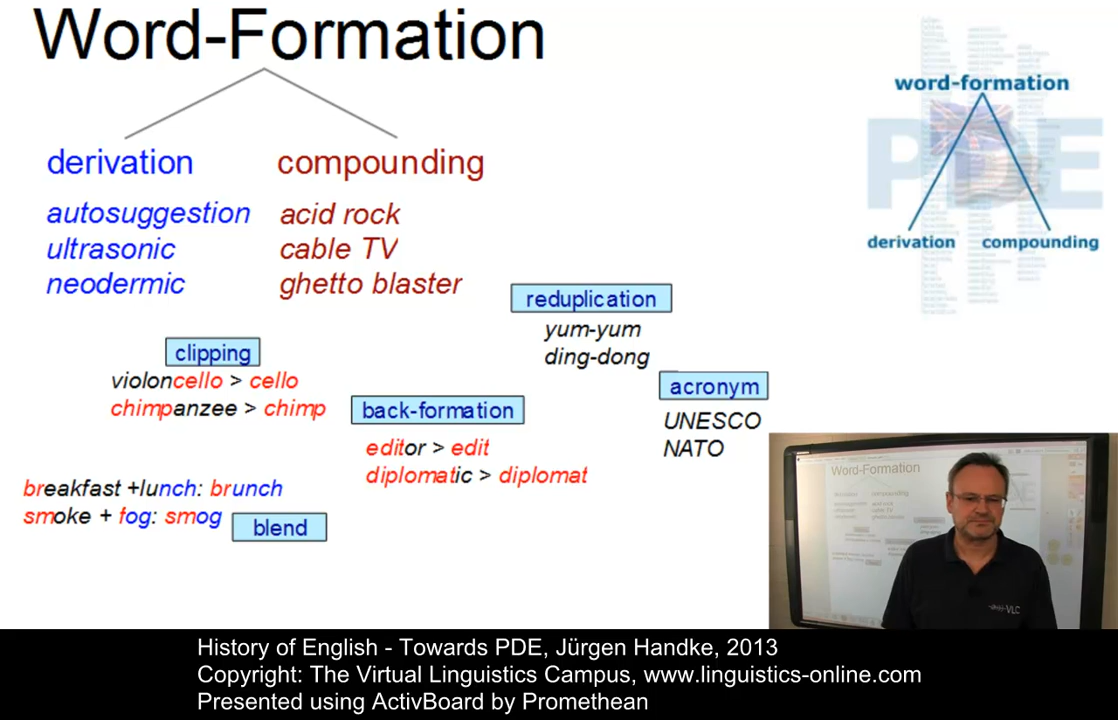 Word-Formation
derivation
autosuggestion
ultrasonic
neodermic
compounding
acid rock
cable TV
ghetto blaster
reduplication
yum-yum
ding-dong
clipping
violoncello > cello
chimpanzee > chimp
back-formation
editor > edit
diplomatic > diplomat
acronym
UNESCO
NATO
breakfast +lunch: brunch
smoke + fog: smog
blend
word-formation
PDE
derivation
compounding
Word-Formation
VLC
History of English - Towards PDE, Jürgen Handke, 2013
Copyright: The Virtual Linguistics Campus, www.linguistics-online.com
Presented using ActivBoard by Promethean